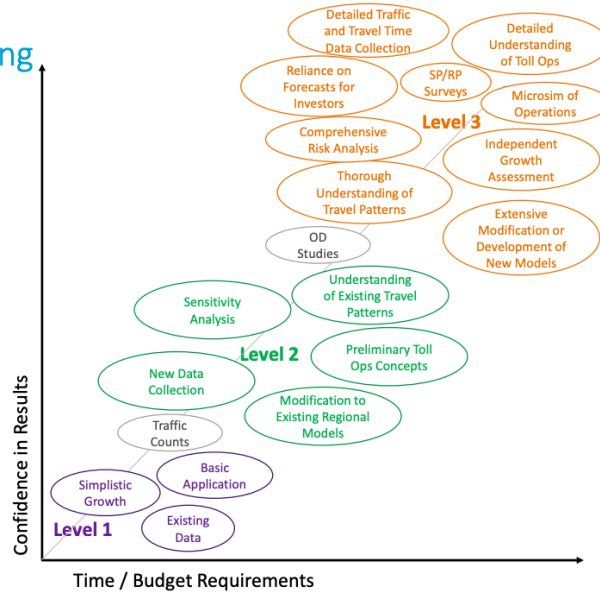 ng
Detailed Traffic
and Travel Time
Data Collection
Detailed
Understanding
of Toll Ops
Reliance on
Forecasts for
Investors
SP/RP
Surveys
Microsim of
Operations
Level 3
Comprehensive
Risk Analysis
Independent
Growth
Assessment
Thorough
Understanding of
Travel Patterns
Extensive
Modification or
Development of
New Models
OD
Studies
Understanding
of Existing Travel
Patterns
Sensitivity
Analysis
Level 2
Preliminary Toll
Ops Concepts
New Data
Collection
Modification to
Existing Regional
Models
Traffic
Counts
Basic
Application
Simplistic
Growth
Existing
Data
Level 1
Confidence in Results
Time / Budget Requirements